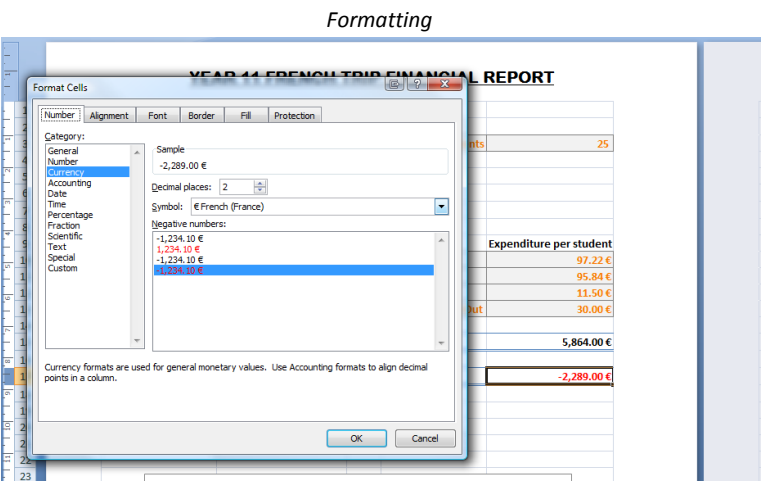 Formatting
YEAR 11 FRENCH TRIP FINANCIAL REPORT
Format Cells
Number Alignment Font Border Fill Protection
Category:
General
Number
Currency
Accounting
Date
Time
Percentage
Fraction
Scientific
Text
Special
Custom
Sample
-2,289.00 €
Decimal places: 2
Symbol: € French (France)
Negative numbers:
-1,234.10 €
1,234.10 €
-1,234.10 €
-1,234.10 €
Currency formats are used for general monetary values. Use Accounting formats to align decimal
points in a column.
OK Cancel
25
Expenditure per student
97.22 €
95.84 €
11.50 €
30.00 €
5,864.00 €
-2,289.00 €
23